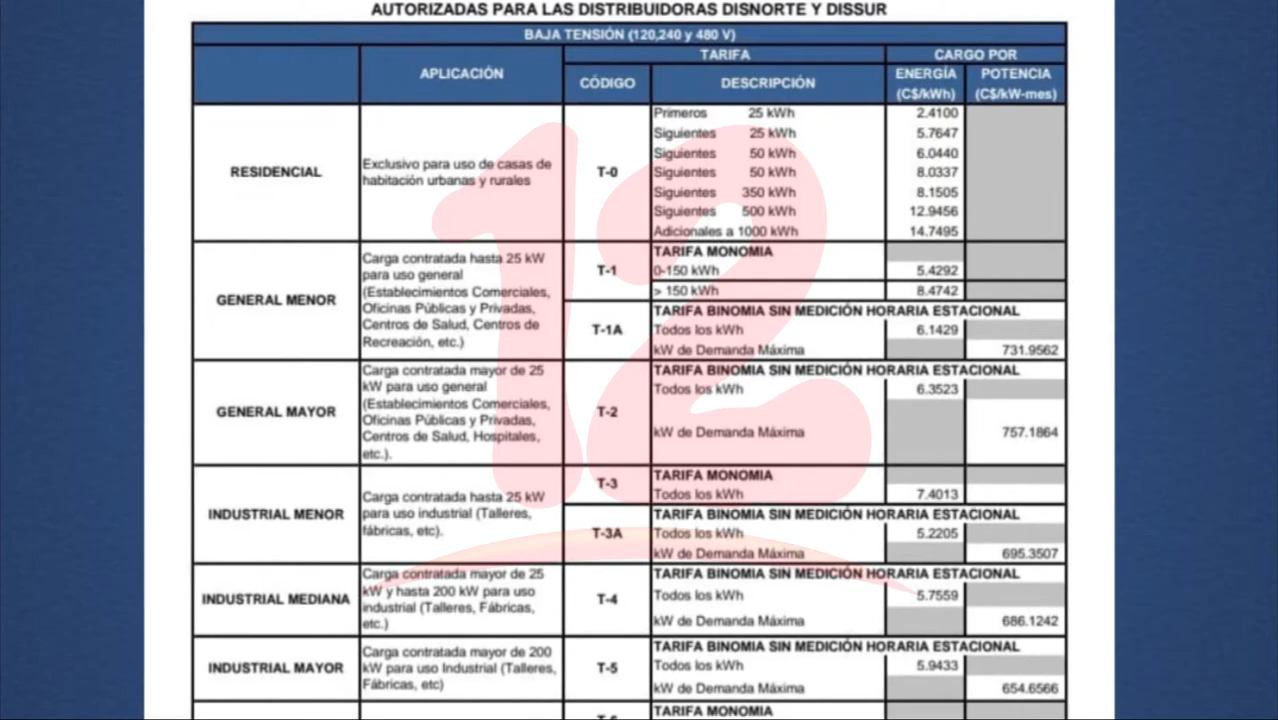 AUTORIZADAS PARA LAS DISTRIBUIDORAS DISNORTE Y DISSUR
BAJA TENSIÓN (120,240 y 480 V)
APLICACIÓN
TARIFA
CARGO POR
CÓDIGO
DESCRIPCIÓN
ENERGÍA
(C$/kWh)
POTENCIA
(C$/kW-mes)
RESIDENCIAL
Exclusivo para uso de casas de
habitación urbanas y rurales
T-0
Primeros 25 kWh 2.4100
Siguientes 25 kWh 5.7647
Siguientes 50 kWh 6.0440
Siguientes 50 kWh 8.0337
Siguientes 350 kWh 8.1505
Siguientes 500 kWh 12.9456
Adicionales a 1000 kWh 14.7495
GENERAL MENOR
Carga contratada hasta 25 kW
para uso general
(Establecimientos Comerciales,
Oficinas Públicas y Privadas,
Centros de Salud, Centros de
Recreación, etc.)
T-1
TARIFA MONOMIA
0-150 kWh 5.4292
> 150 kWh 8.4742
T-1A
TARIFA BINOMIA SIN MEDICIÓN HORARIA ESTACIONAL
Todos los kWh 6.1429
kW de Demanda Máxima 731.9562
GENERAL MAYOR
Carga contratada mayor de 25
kW para uso general
(Establecimientos Comerciales,
Oficinas Públicas y Privadas,
Centros de Salud, Hospitales,
etc.).
T-2
TARIFA BINOMIA SIN MEDICIÓN HORARIA ESTACIONAL
Todos los kWh 6.3523
kW de Demanda Máxima 757.1864
INDUSTRIAL MENOR
Carga contratada hasta 25 kW
para uso industrial (Talleres,
fábricas, etc).
T-3
TARIFA MONOMIA
Todos los kWh 7.4013
T-3A
TARIFA BINOMIA SIN MEDICIÓN HORARIA ESTACIONAL
Todos los kWh 5.2205
kW de Demanda Máxima 695.3507
INDUSTRIAL MEDIANA
Carga contratada mayor de 25
kW y hasta 200 kW para uso
industrial (Talleres, Fábricas,
etc.)
T-4
TARIFA BINOMIA SIN MEDICIÓN HORARIA ESTACIONAL
Todos los kWh 5.7559
kW de Demanda Máxima 686.1242
INDUSTRIAL MAYOR
Carga contratada mayor de 200
kW para uso Industrial (Talleres,
Fábricas, etc)
T-5
TARIFA BINOMIA SIN MEDICIÓN HORARIA ESTACIONAL
Todos los kWh 5.9433
kW de Demanda Máxima 654.6566
TARIFA MONOMIA
12